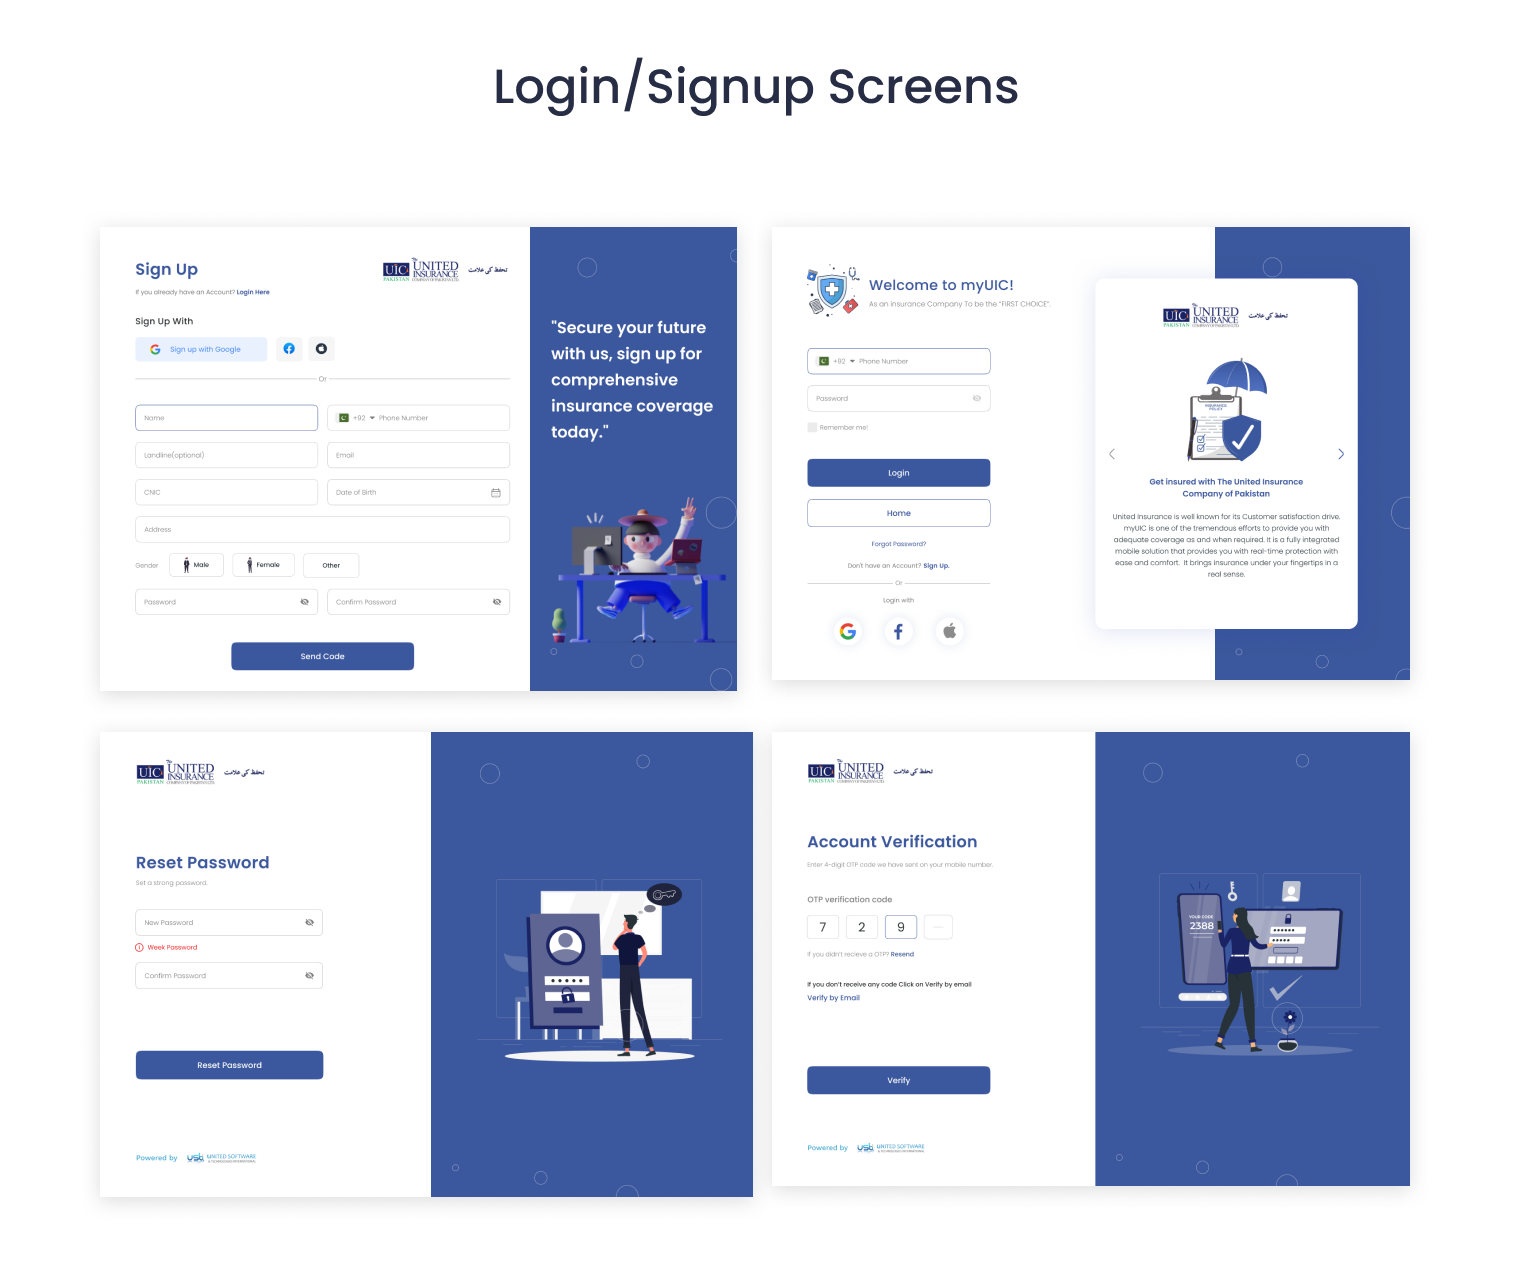 Login/Signup Screens
Sign Up
If you already have an Account? Login Here
UIC
PAKISTAN
The
UNITED
INSURANCE
COMPANY OF PAKISTAN LTD.
تحفظ کی علامت
Sign Up With
Sign up with Google
Or
Name
+92 Phone Number
Landline(optional)
Email
CNIC
Date of Birth
Address
Gender
Male
Female
Other
Password
Confirm Password
Send Code
"Secure your future
with us, sign up for
comprehensive
insurance coverage
today."
Welcome to myUIC!
As an insurance Company To be the "FIRST CHOICE".
+92 Phone Number
Password
Remember me!
Login
Home
Forgot Password?
Don't have an Account? Sign Up.
Or
Login with
UIC
PAKISTAN
The
UNITED
INSURANCE
COMPANY OF PAKISTAN LTD.
تحفظ کی علامت
INSURANCE
POLICY
Get insured with The United Insurance
Company of Pakistan
United Insurance is well known for its Customer satisfaction drive.
myUIC is one of the tremendous efforts to provide you with
adequate coverage as and when required. It is a fully integrated
mobile solution that provides you with real-time protection with
ease and comfort. It brings insurance under your fingertips in a
real sense.
UIC
PAKISTAN
The
UNITED
INSURANCE
COMPANY OF PAKISTAN LTD.
تحفظ کی علامت
Reset Password
Set a strong password.
New Password
Week Password
Confirm Password
Reset Password
Powered by
UNITED SOFTWARE
& TECHNOLOGIES INTERNATIONAL
UIC
PAKISTAN
The
UNITED
INSURANCE
COMPANY OF PAKISTAN LTD.
تحفظ کی علامت
Account Verification
Enter 4-digit OTP code we have sent on your mobile number.
OTP verification code
7 2 9
If you didn't recieve a OTP? Resend
If you don't receive any code Click on Verify by email
Verify by Email
Verify
Powered by
UNITED SOFTWARE
& TECHNOLOGIES INTERNATIONAL
YOUR CODE
2388